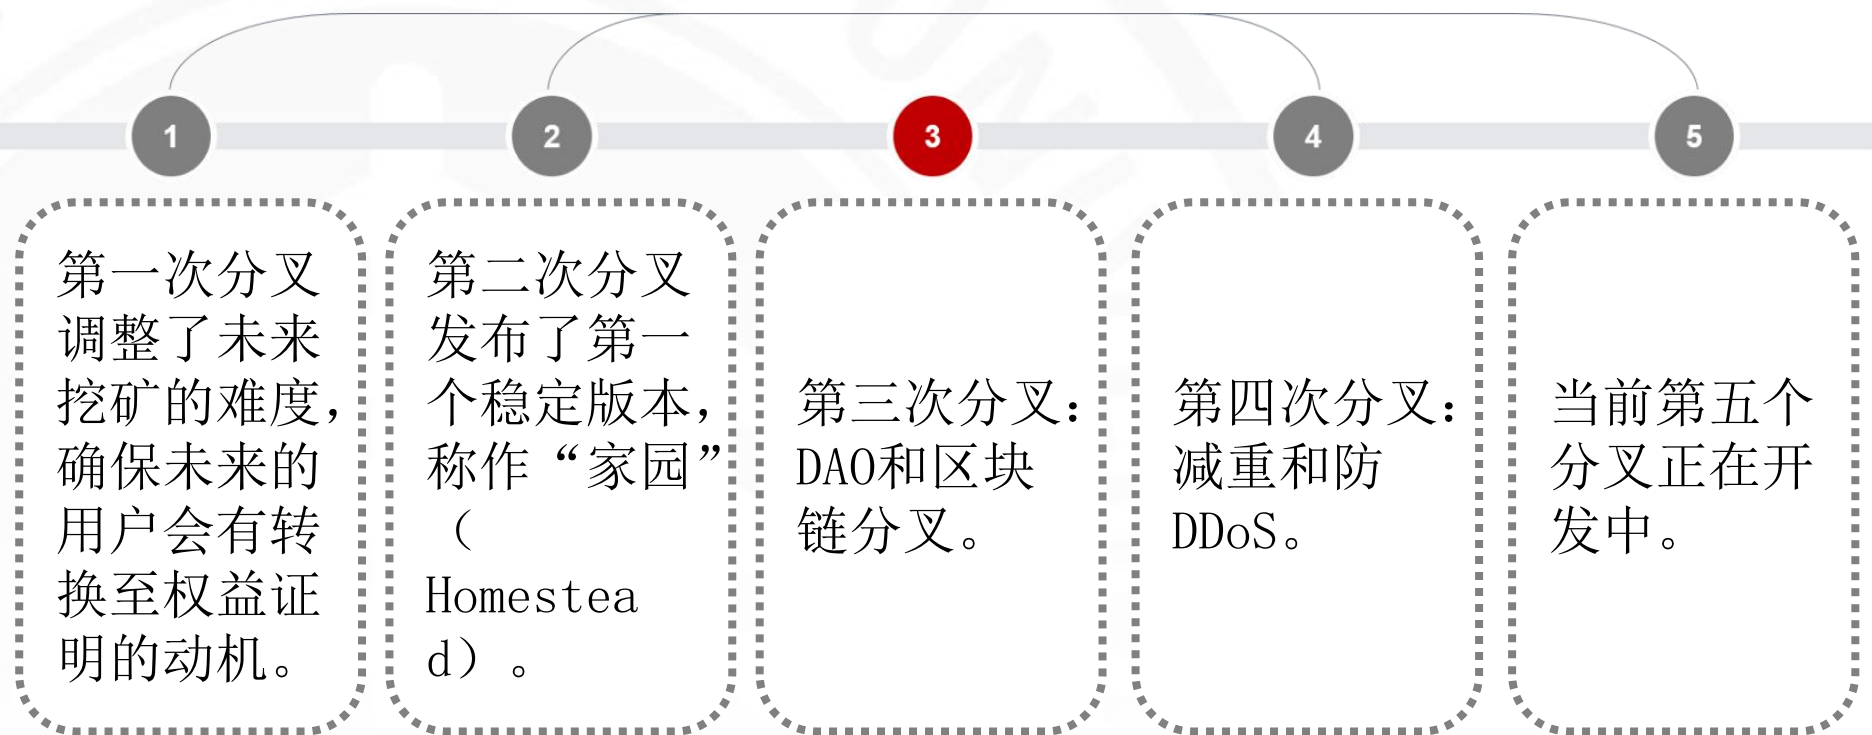 1
2
3
4
5
第一次分叉
调整了未来
挖矿的难度，
确保未来的
用户会有转
换至权益证
明的动机。
第二次分叉
发布了第一
个稳定版本，
称作“家园”
（
Homestea
d）。
第三次分叉：
DAO和区块
链分叉。
第四次分叉：
减重和防
DDoS。
当前第五个
分叉正在开
发中。